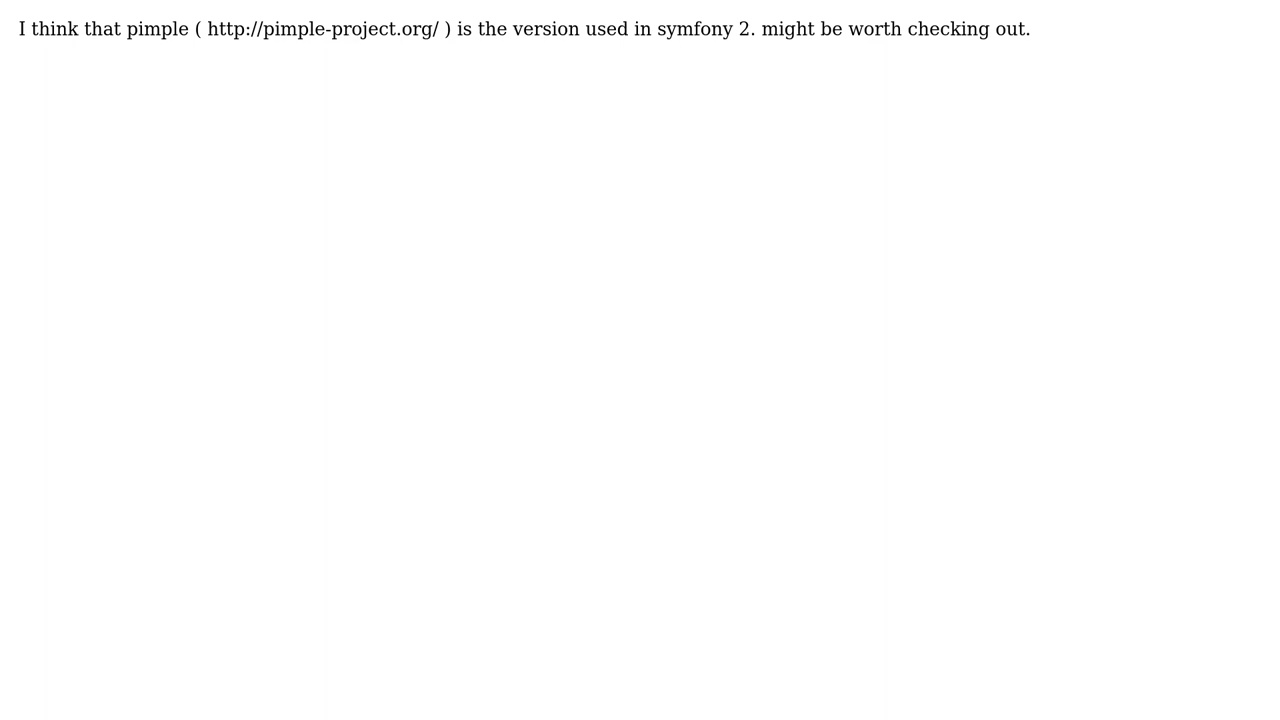 I think that pimple ( http://pimple-project.org/ ) is the version used in symfony 2. might be worth checking out.